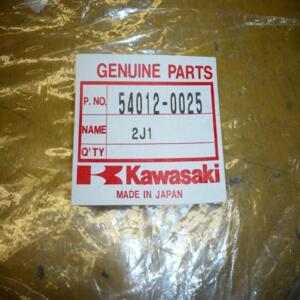 GENUINE PARTS
P.NO. 54012-0025
NAME 2J1
Q'TY
Kawasaki
MADE IN JAPAN